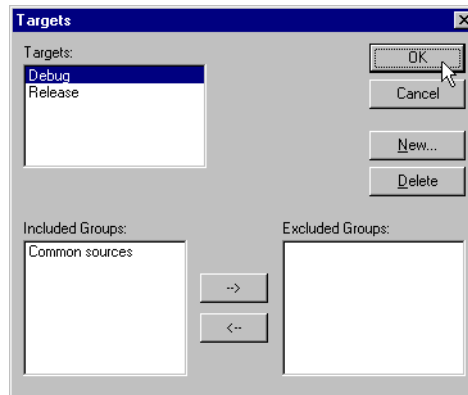 Targets
Targets:
Debug
Release
OK
Cancel
New...
Delete
Included Groups:
Common sources
Excluded Groups:
-->
<--